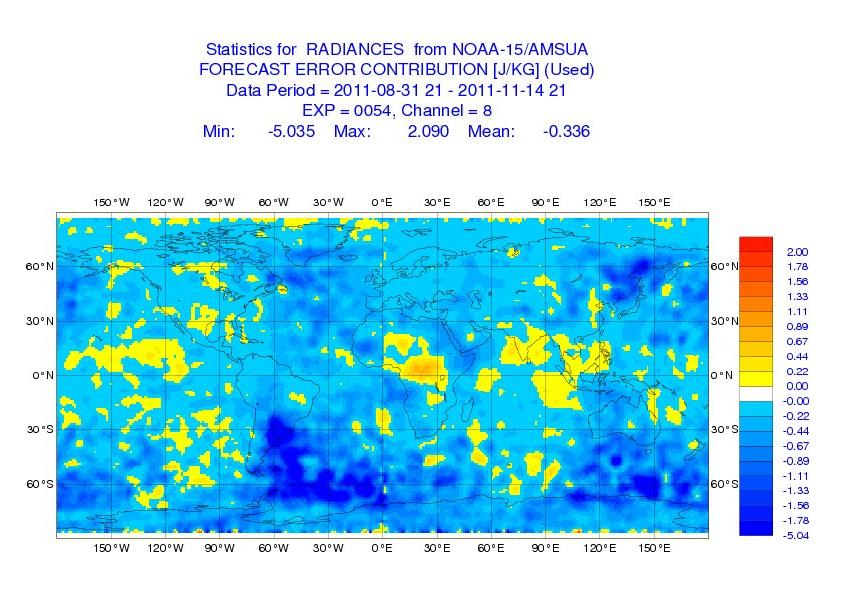 Statistics for RADIANCES from NOAA-15/AMSUA
FORECAST ERROR CONTRIBUTION [J/KG] (Used)
Data Period = 2011-08-31 21 - 2011-11-14 21
EXP = 0054, Channel = 8
Min: -5.035 Max: 2.090 Mean: -0.336
150°W 120°W 90°W 60°W 30°W 0°E 30°E 60°E 90°E 120°E 150°E
60°N 60°N
30°N 30°N
0°N 0°N
30°S 30°S
60°S 60°S
150°W 120°W 90°W 60°W 30°W 0°E 30°E 60°E 90°E 120°E 150°E
2.00
1.78
1.56
1.33
1.11
0.89
0.67
0.44
0.22
0.00
-0.00
-0.22
-0.44
-0.67
-0.89
-1.11
-1.33
-1.56
-1.78
-5.04